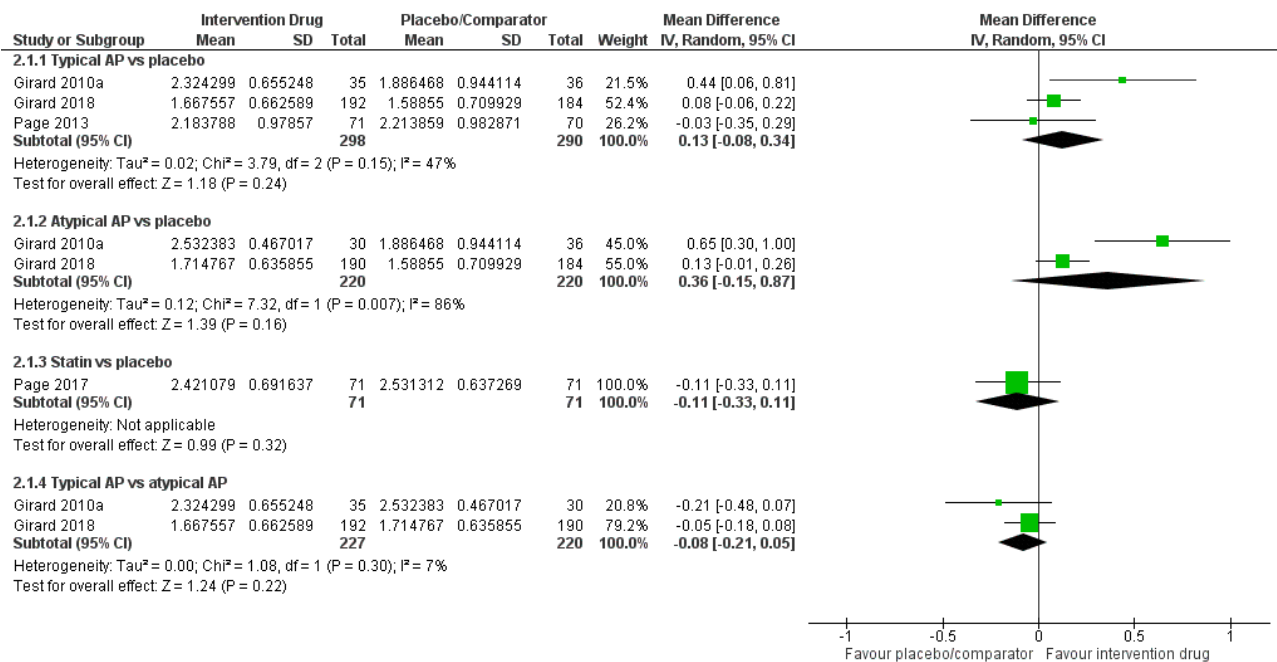 Intervention Drug Placebo/Comparator Mean Difference Mean Difference
Study or Subgroup Mean SD Total Mean SD Total Weight IV, Random, 95% CI IV, Random, 95% CI
2.1.1 Typical AP vs placebo
Girard 2010a 2.324299 0.655248 35 1.886468 0.944114 36 21.5% 0.44 [0.06, 0.81]
Girard 2018 1.667557 0.662589 192 1.58855 0.709929 184 52.4% 0.08 [-0.06, 0.22]
Page 2013 2.183788 0.97857 71 2.213859 0.982871 70 26.2% -0.03 [-0.35, 0.29]
Subtotal (95% CI) 298 290 100.0% 0.13 [-0.08, 0.34]
Heterogeneity: Tau² = 0.02; Chi² = 3.79, df = 2 (P = 0.15); I² = 47%
Test for overall effect: Z = 1.18 (P = 0.24)
2.1.2 Atypical AP vs placebo
Girard 2010a 2.532383 0.467017 30 1.886468 0.944114 36 45.0% 0.65 [0.30, 1.00]
Girard 2018 1.714767 0.635855 190 1.58855 0.709929 184 55.0% 0.13 [-0.01, 0.26]
Subtotal (95% CI) 220 220 100.0% 0.36 [-0.15, 0.87]
Heterogeneity: Tau² = 0.12; Chi² = 7.32, df = 1 (P = 0.007); I² = 86%
Test for overall effect: Z = 1.39 (P = 0.16)
2.1.3 Statin vs placebo
Page 2017 2.421079 0.691637 71 2.531312 0.637269 71 100.0% -0.11 [-0.33, 0.11]
Subtotal (95% CI) 71 71 100.0% -0.11 [-0.33, 0.11]
Heterogeneity: Not applicable
Test for overall effect: Z = 0.99 (P = 0.32)
2.1.4 Typical AP vs atypical AP
Girard 2010a 2.324299 0.655248 35 2.532383 0.467017 30 20.8% -0.21 [-0.48, 0.07]
Girard 2018 1.667557 0.662589 192 1.714767 0.635855 190 79.2% -0.05 [-0.18, 0.08]
Subtotal (95% CI) 227 220 100.0% -0.08 [-0.21, 0.05]
Heterogeneity: Tau² = 0.00; Chi² = 1.08, df = 1 (P = 0.30); I² = 7%
Test for overall effect: Z = 1.24 (P = 0.22)
-1 -0.5 0 0.5 1
Favour placebo/comparator Favour intervention drug